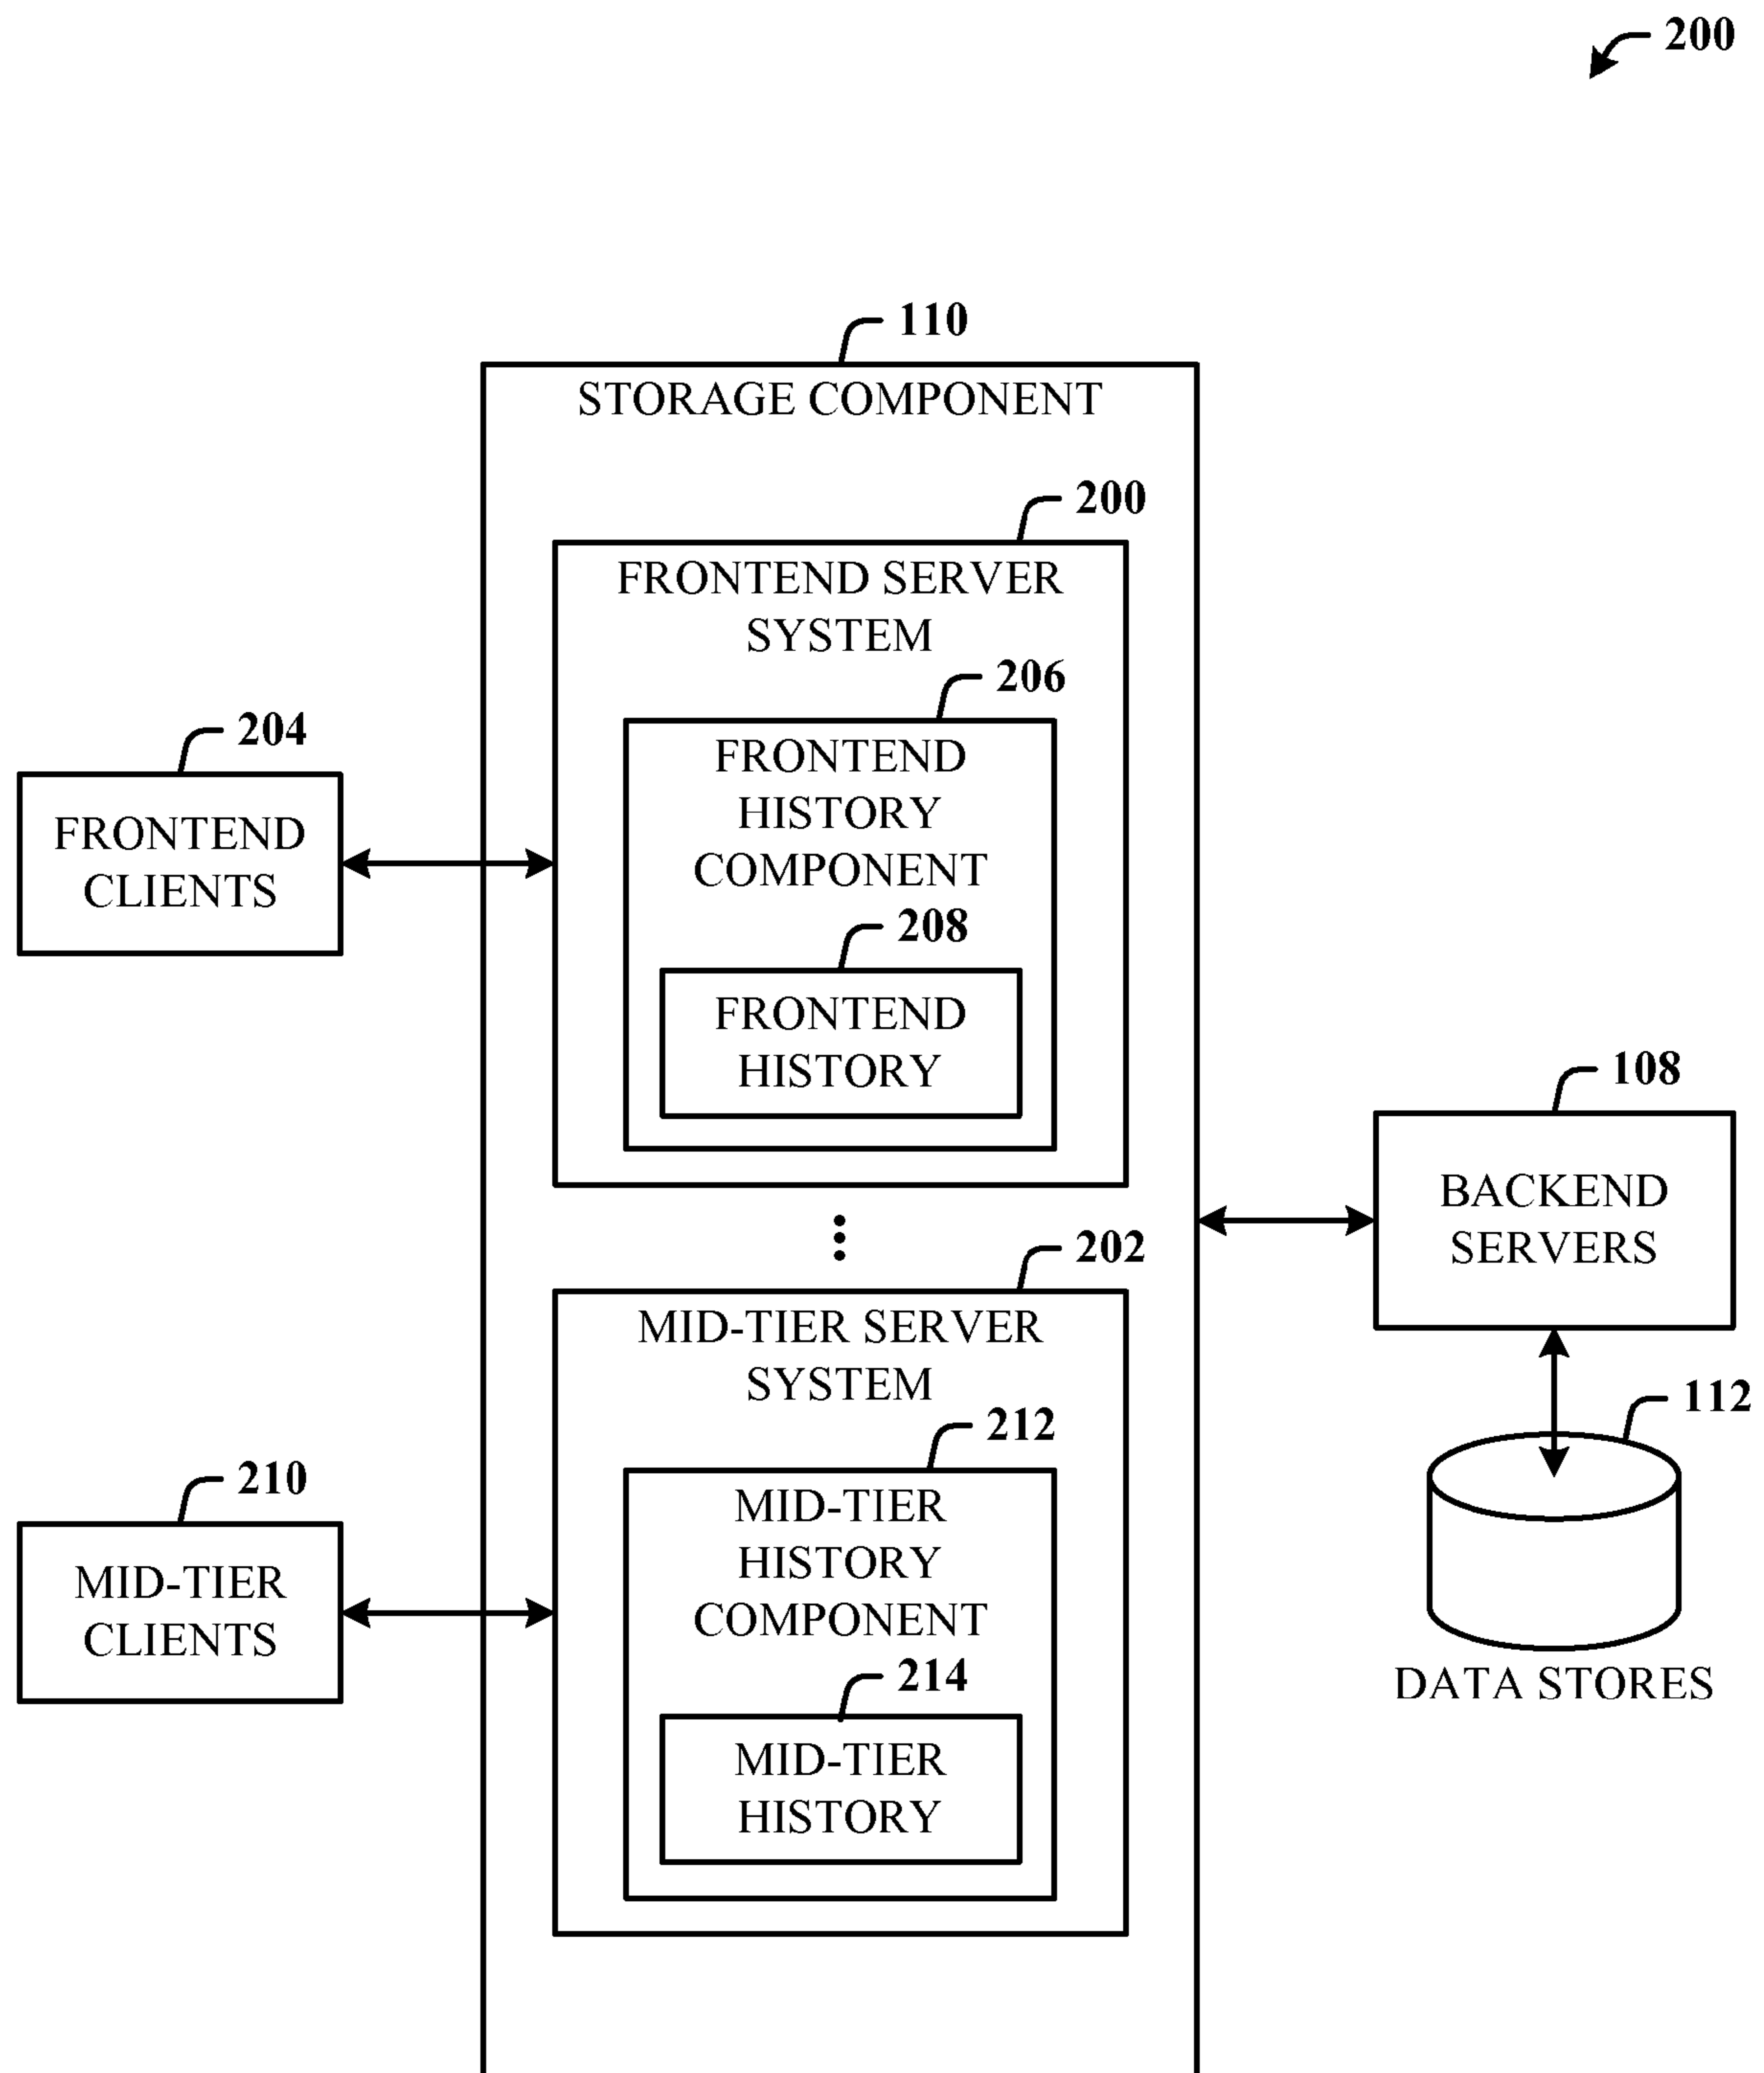 200
110
STORAGE COMPONENT
200
FRONTEND SERVER
SYSTEM
206
FRONTEND
HISTORY
COMPONENT
208
FRONTEND
HISTORY
204
FRONTEND
CLIENTS
108
BACKEND
SERVERS
202
MID-TIER SERVER
SYSTEM
212
MID-TIER
HISTORY
COMPONENT
214
MID-TIER
HISTORY
210
MID-TIER
CLIENTS
112
DATA STORES